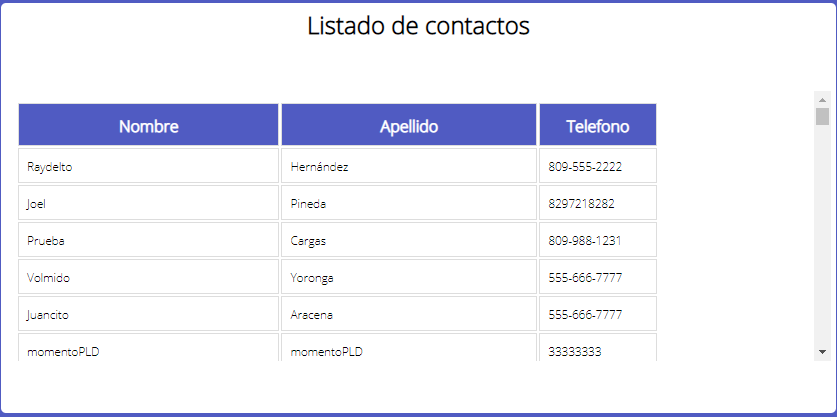 Listado de contactos
Nombre Apellido Telefono
Raydelto Hernández 809-555-2222
Joel Pineda 8297218282
Prueba Cargas 809-988-1231
Volmido Yoronga 555-666-7777
Juancito Aracena 555-666-7777
momentoPLD momentoPLD 33333333